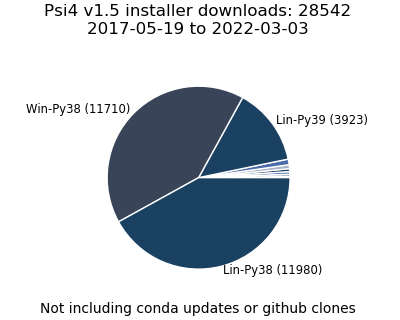 Psi4 v1.5 installer downloads: 28542
2017-05-19 to 2022-03-03
Win-Py38 (11710)
Lin-Py39 (3923)
Lin-Py38 (11980)
Not including conda updates or github clones